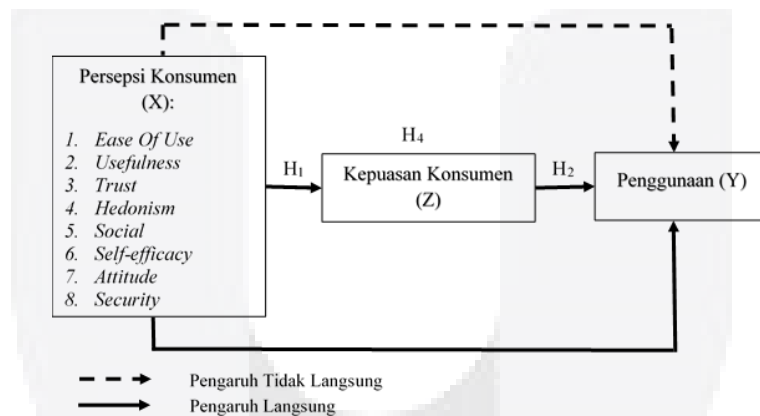 Persepsi Konsumen
(X):
1. Ease Of Use
2. Usefulness
3. Trust
4. Hedonism
5. Social
6. Self-efficacy
7. Attitude
8. Security
H1
H4
Kepuasan Konsumen
(Z)
H2
Penggunaan (Y)
Pengaruh Tidak Langsung
Pengaruh Langsung